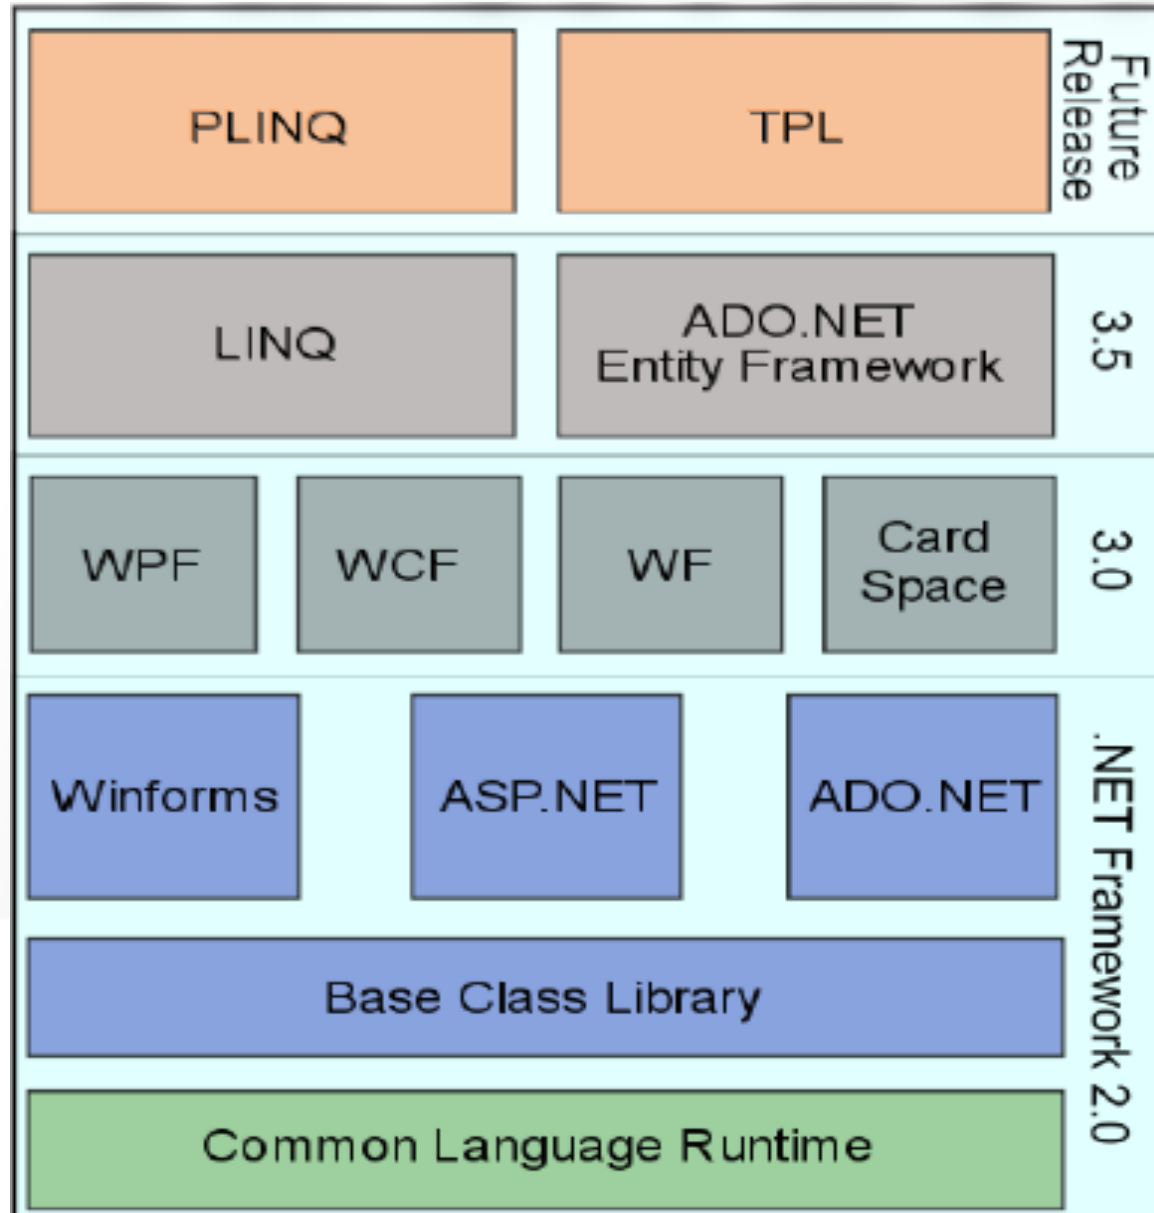 PLINQ
TPL
Future
Release
LINQ
ADO.NET
Entity Framework
3.5
WPF
WCF
WF
Card
Space
3.0
Winforms
ASP.NET
ADO.NET
.NET Framework 2.0
Base Class Library
Common Language Runtime